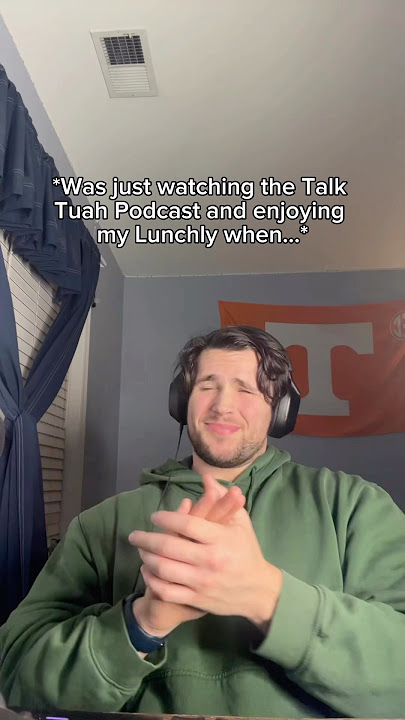 *Was just watching the Talk
Tuah Podcast and enjoying
my Lunchly when...*
T